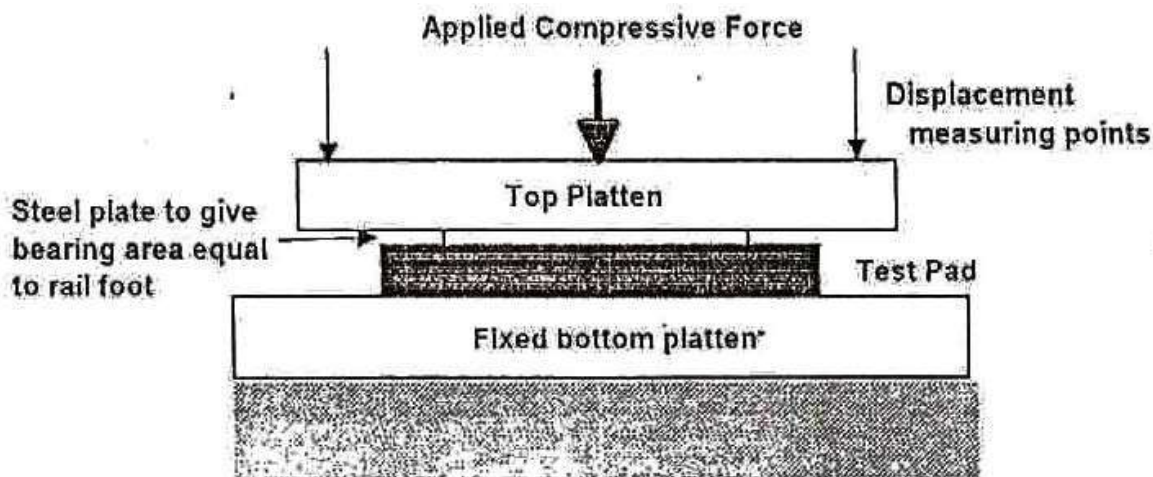 Applied Compressive Force
Displacement
measuring points
Top Platten
Steel plate to give
bearing area equal
to rail foot
Test Pad
Fixed bottom platten